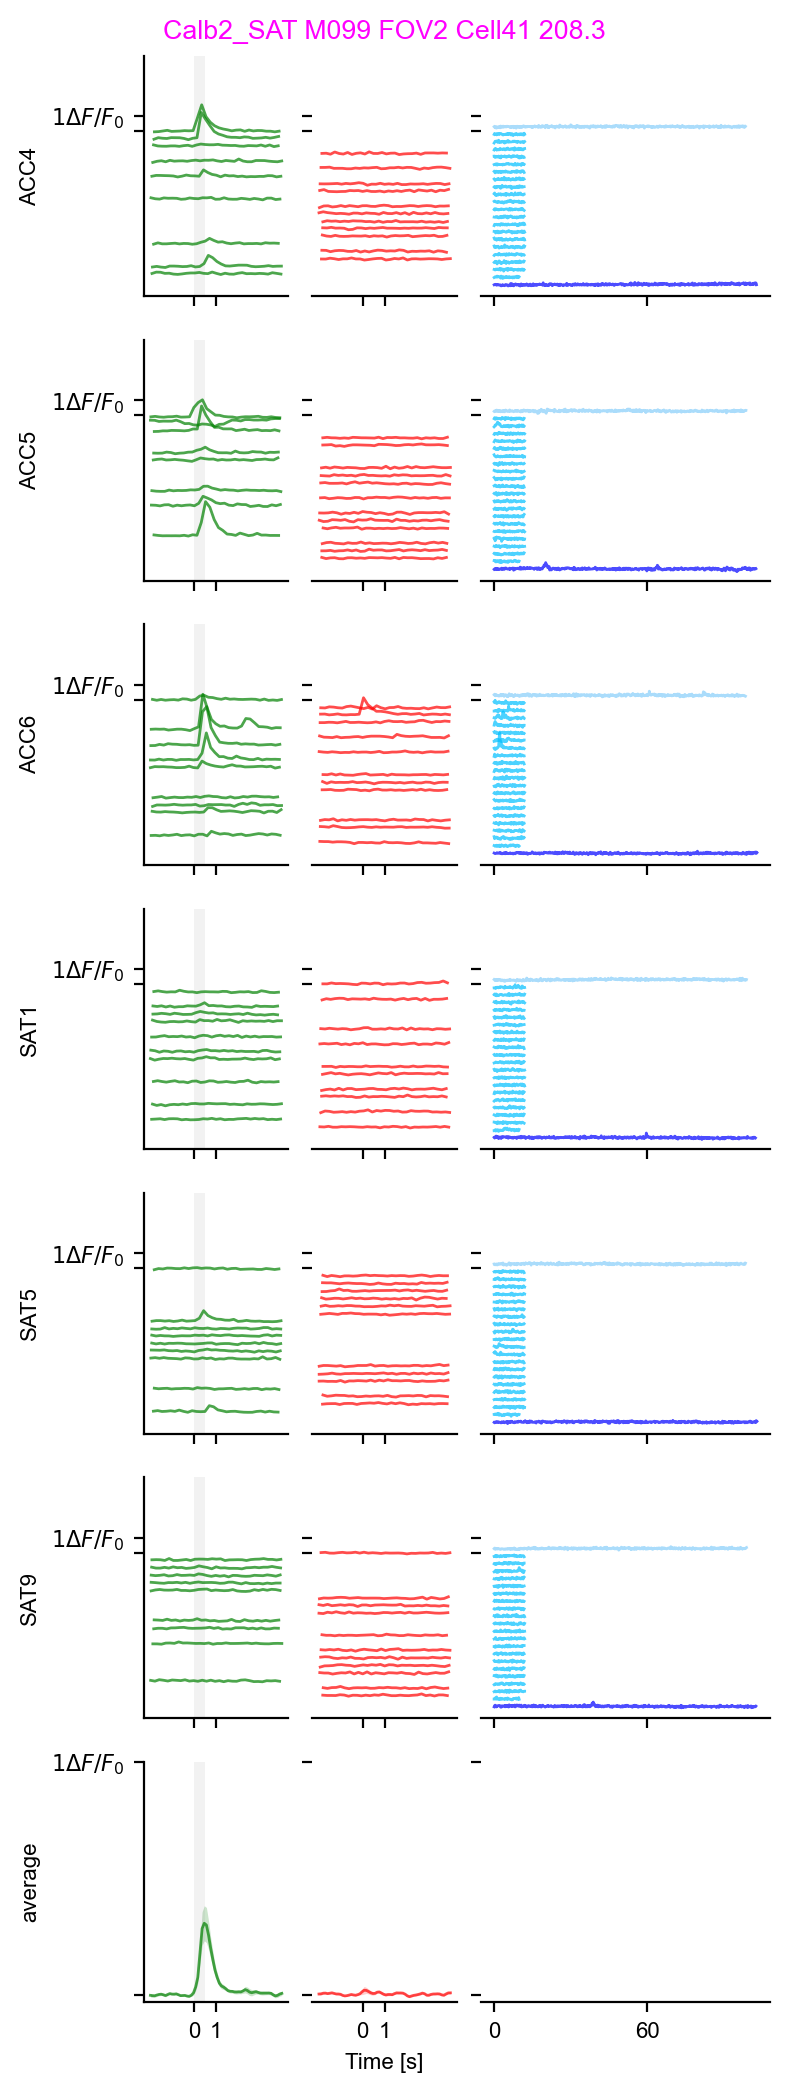 Calb2_SAT M099 FOV2 Cell41 208.3
1ΔF/F₀
ACC4
1ΔF/F₀
ACC5
1ΔF/F₀
ACC6
1ΔF/F₀
SAT1
1ΔF/F₀
SAT5
1ΔF/F₀
SAT9
1ΔF/F₀
average
0 1 0 1 0 60
Time [s]